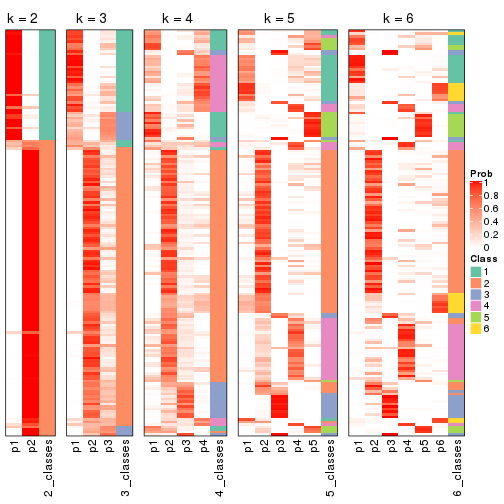 k = 2
k = 3
k = 4
k = 5
k = 6
p1
p2
2_classes
p1
p2
p3
3_classes
p1
p2
p3
p4
4_classes
p1
p2
p3
p4
p5
5_classes
p1
p2
p3
p4
p5
p6
6_classes
Prob
1
0.8
0.6
0.4
0.2
0
Class
1
2
3
4
5
6